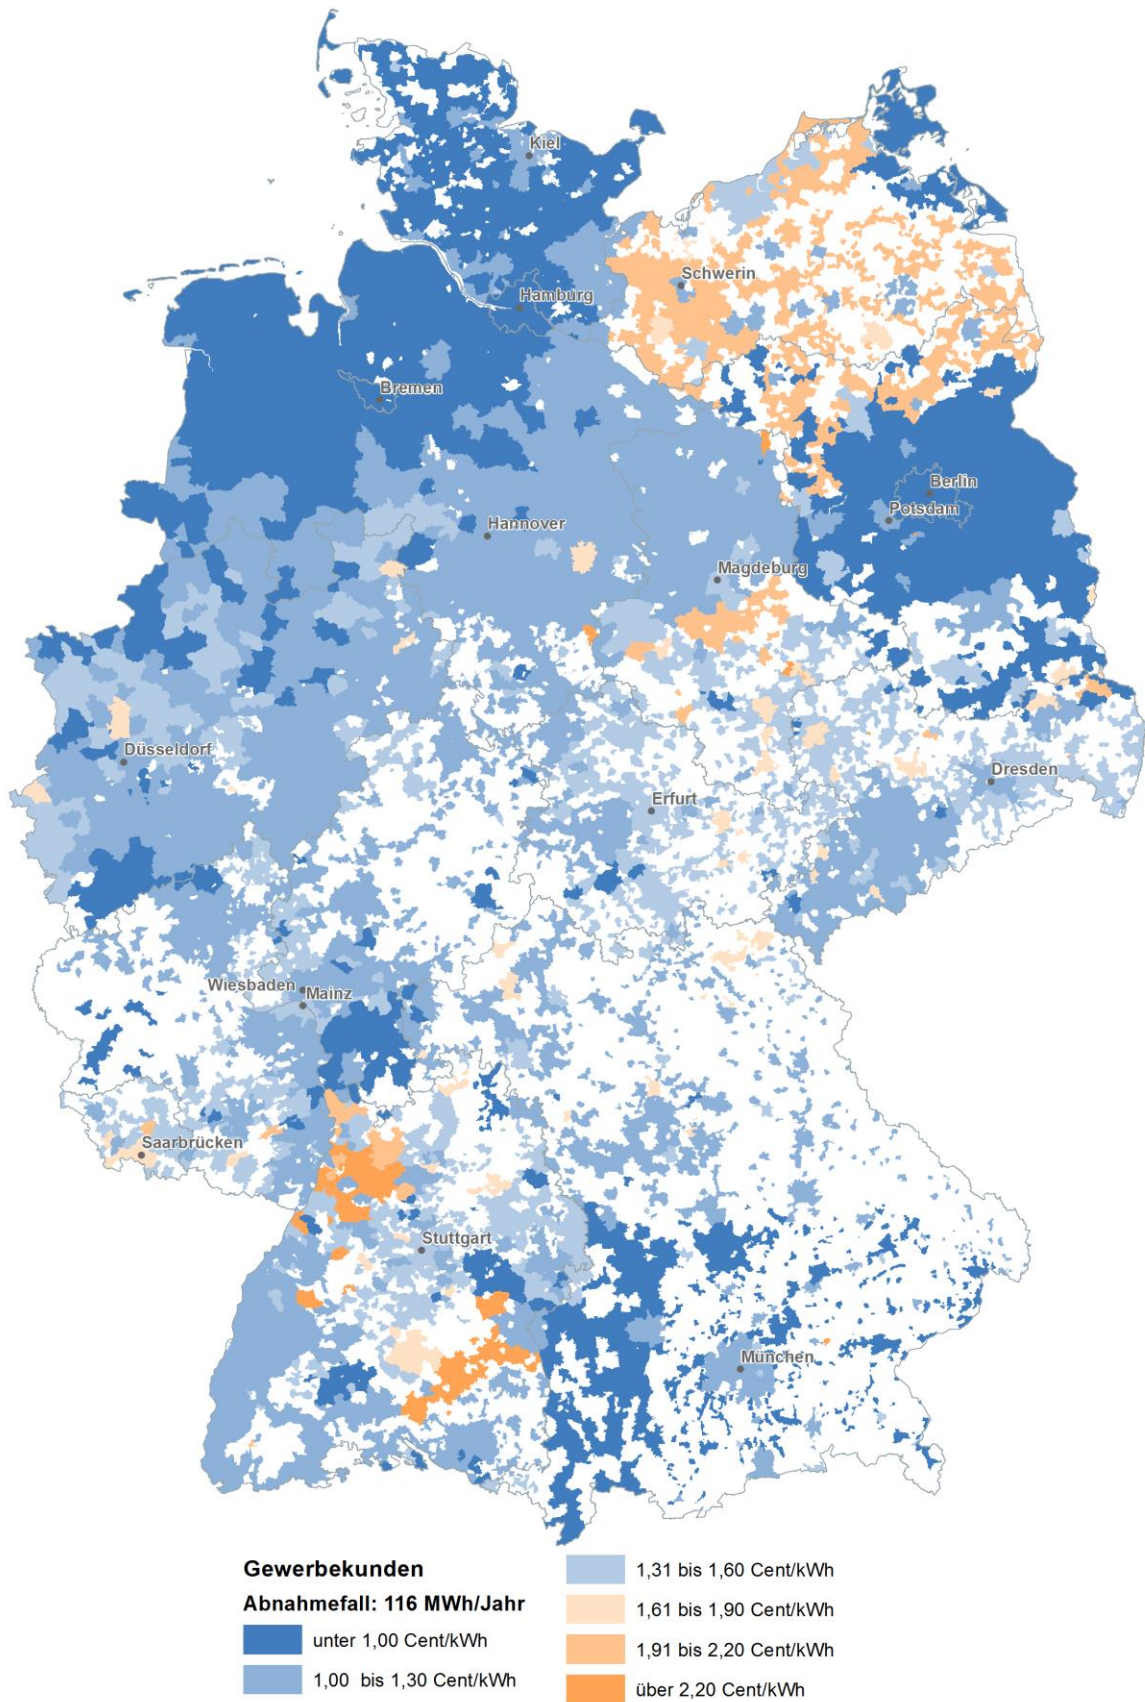 Kiel
Schwerin
Hamburg
Bremen
Berlin
Potsdam
Hannover
Magdeburg
Düsseldorf
Dresden
Erfurt
Wiesbaden
Mainz
Saarbrücken
Stuttgart
München
Gewerbekunden
Abnahmefall: 116 MWh/Jahr
unter 1,00 Cent/kWh
1,00 bis 1,30 Cent/kWh
1,31 bis 1,60 Cent/kWh
1,61 bis 1,90 Cent/kWh
1,91 bis 2,20 Cent/kWh
über 2,20 Cent/kWh